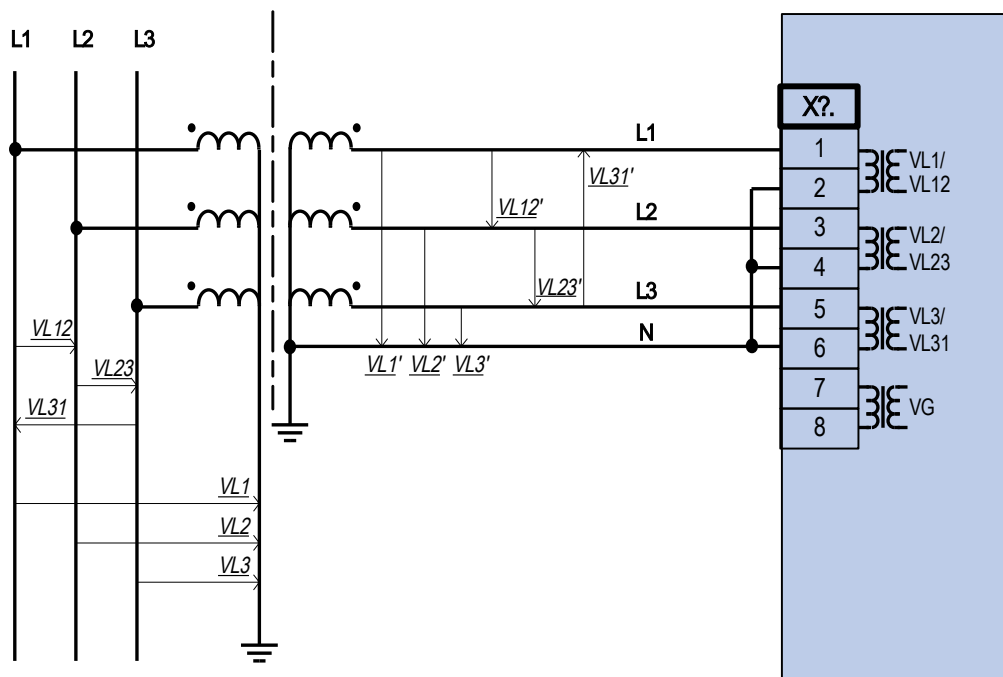 L1 L2 L3
X?.
L1
1
VL1/
VL12
2
VL31'
VL12'
L2
3
VL2/
VL23
4
VL23'
L3
5
VL3/
VL31
6
N
VL12
VL1' VL2' VL3'
VL23
7
VG
8
VL31
VL1
VL2
VL3